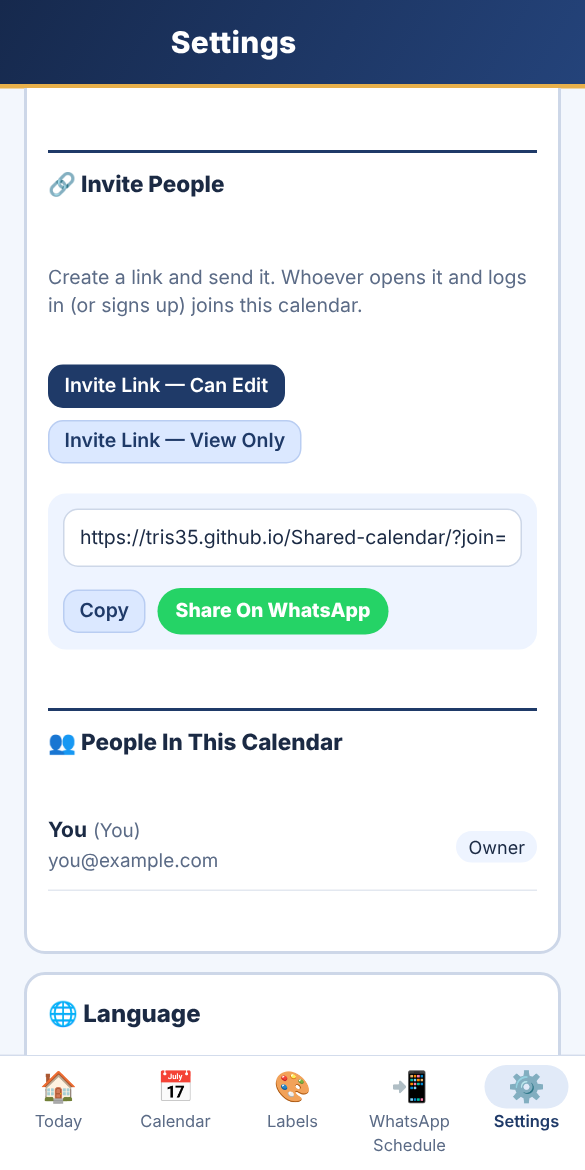 Settings
Invite People
Create a link and send it. Whoever opens it and logs
in (or signs up) joins this calendar.
Invite Link — Can Edit
Invite Link — View Only
https://tris35.github.io/Shared-calendar/?join=
Copy
Share On WhatsApp
People In This Calendar
You (You)
you@example.com
Owner
Language
July
17
Today
Calendar
Labels
WhatsApp
Schedule
Settings